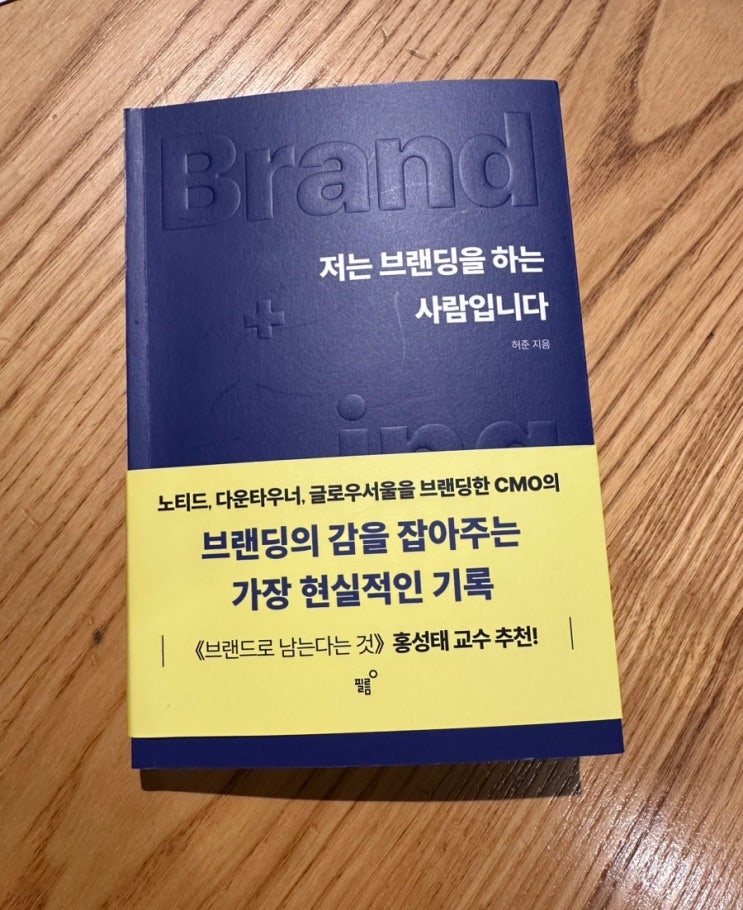 Brand
저는 브랜딩을 하는
사람입니다
+
허준 지음
ing
노티드, 다운타우너, 글로우서울을 브랜딩한 CMO의
브랜딩의 감을 잡아주는
가장 현실적인 기록
《브랜드로 남는다는 것》 홍성태 교수 추천!
필름